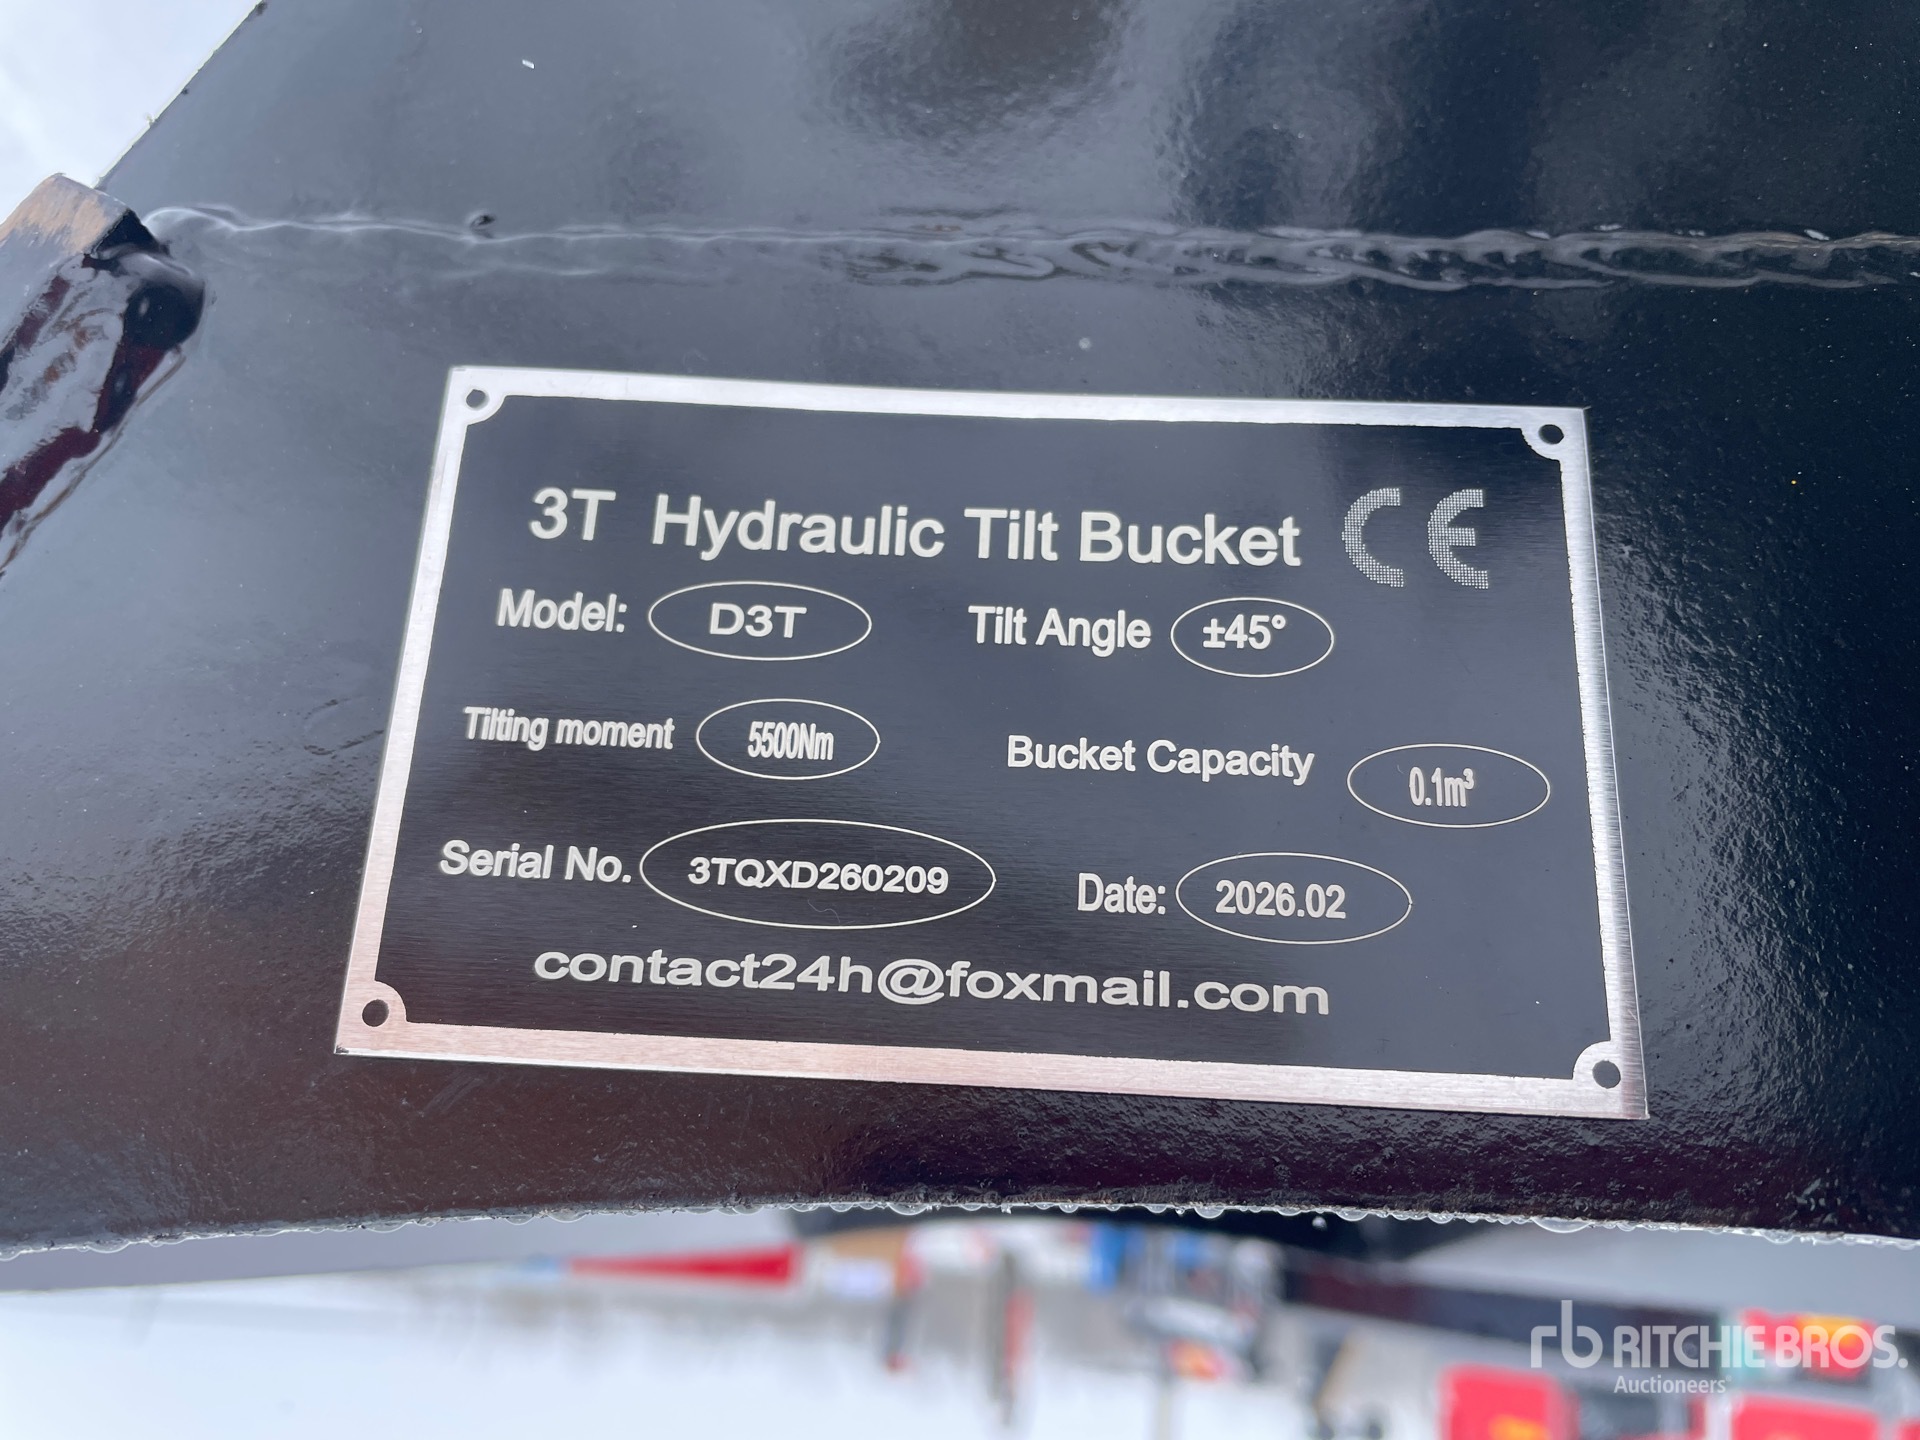 3T Hydraulic Tilt Bucket CE
Model: D3T Tilt Angle ±45°
Tilting moment 5500Nm Bucket Capacity 0.1m³
Serial No. 3TQXD260209 Date: 2026.02
contact24h@foxmail.com
rb RITCHIE BROS.
Auctioneers